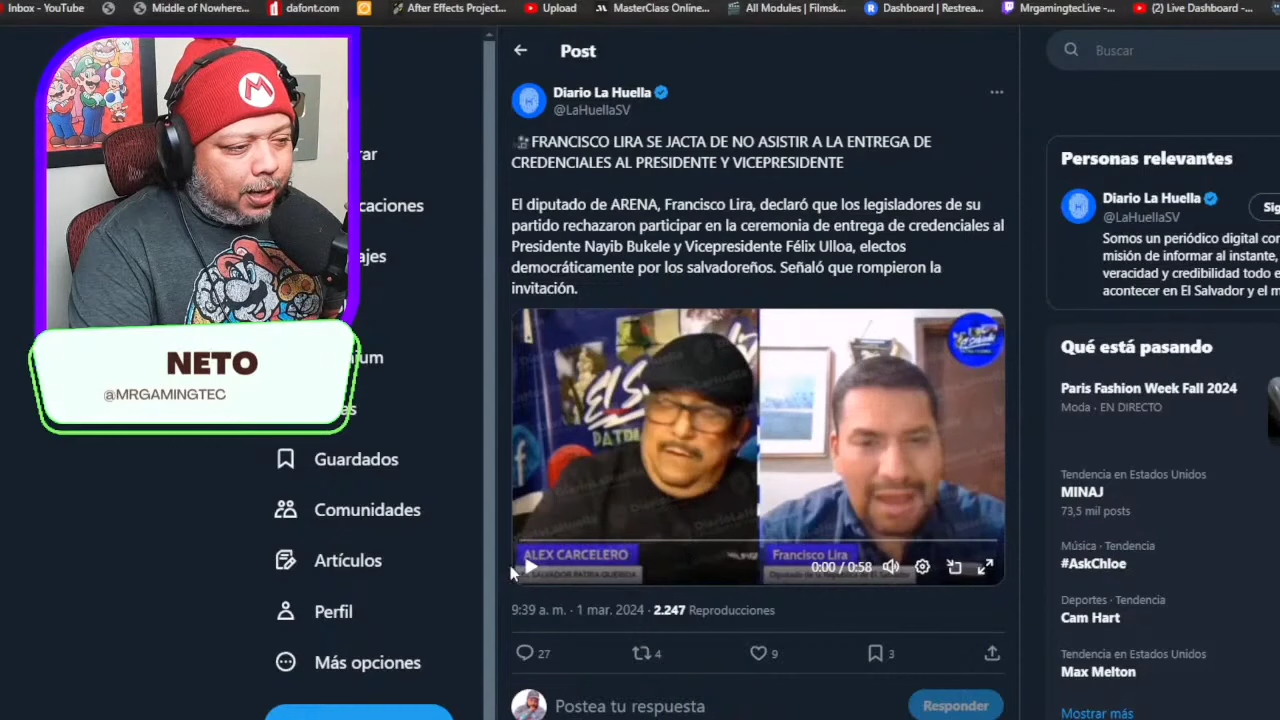 Inbox - YouTube
Middle of Nowhere...
dafont.com
After Effects Project...
Upload
MasterClass Online...
All Modules | Filmsk...
Dashboard | Restrea...
MrgamingtecLive -...
(2) Live Dashboard -...
NETO
@MRGAMINGTEC
Guardados
Comunidades
Artículos
Perfil
Más opciones
Post
Diario La Huella
@LaHuellaSV
FRANCISCO LIRA SE JACTA DE NO ASISTIR A LA ENTREGA DE
CREDENCIALES AL PRESIDENTE Y VICEPRESIDENTE
El diputado de ARENA, Francisco Lira, declaró que los legisladores de su
partido rechazaron participar en la ceremonia de entrega de credenciales al
Presidente Nayib Bukele y Vicepresidente Félix Ulloa, electos
democráticamente por los salvadoreños. Señaló que rompieron la
invitación.
ALEX CARCELERO
Francisco Lira
0:00 / 0:58
9:39 a. m. · 1 mar. 2024 · 2.247 Reproducciones
27
4
9
3
Postea tu respuesta
Responder
Buscar
Personas relevantes
Diario La Huella
@LaHuellaSV
Somos un periódico digital con
misión de informar al instante,
veracidad y credibilidad todo e
acontecer en El Salvador y el m
Qué está pasando
Paris Fashion Week Fall 2024
Moda · EN DIRECTO
Tendencia en Estados Unidos
MINAJ
73,5 mil posts
Música · Tendencia
#AskChloe
Deportes · Tendencia
Cam Hart
Tendencia en Estados Unidos
Max Melton
Mostrar más